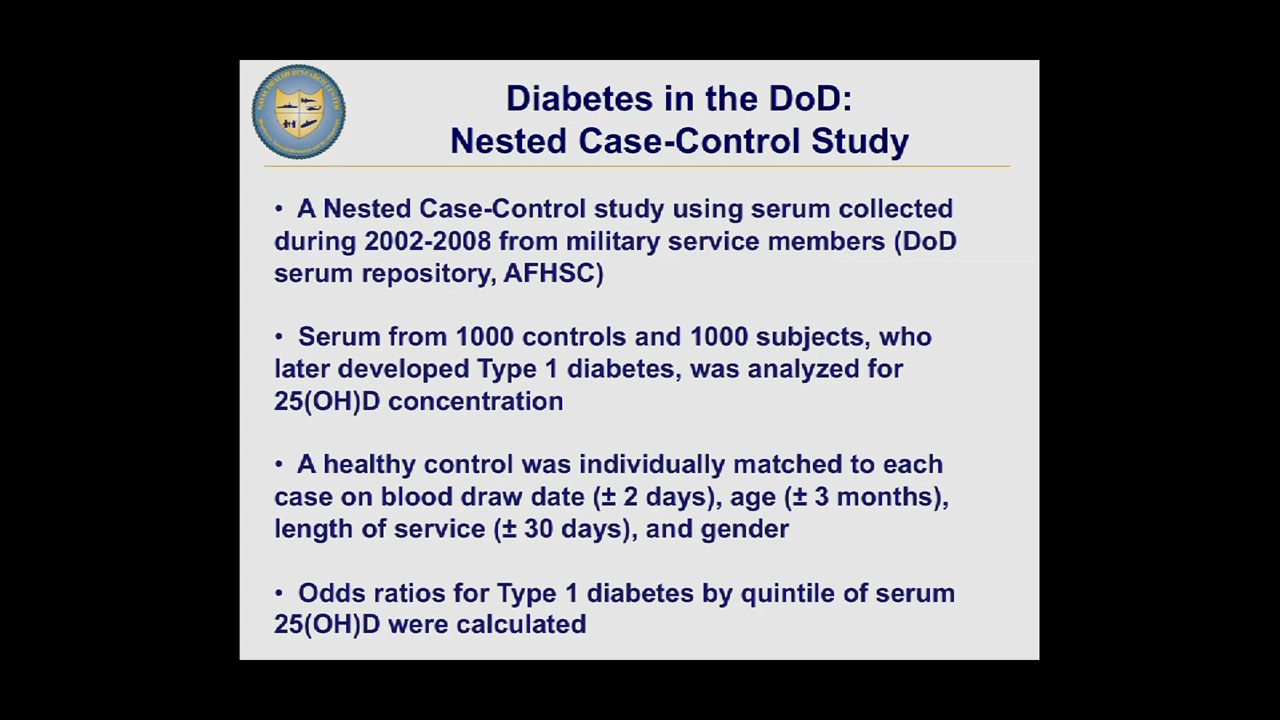 NAVAL HEALTH RESEARCH CENTER
Diabetes in the DoD:
Nested Case-Control Study
• A Nested Case-Control study using serum collected
during 2002-2008 from military service members (DoD
serum repository, AFHSC)
• Serum from 1000 controls and 1000 subjects, who
later developed Type 1 diabetes, was analyzed for
25(OH)D concentration
• A healthy control was individually matched to each
case on blood draw date (± 2 days), age (± 3 months),
length of service (± 30 days), and gender
• Odds ratios for Type 1 diabetes by quintile of serum
25(OH)D were calculated